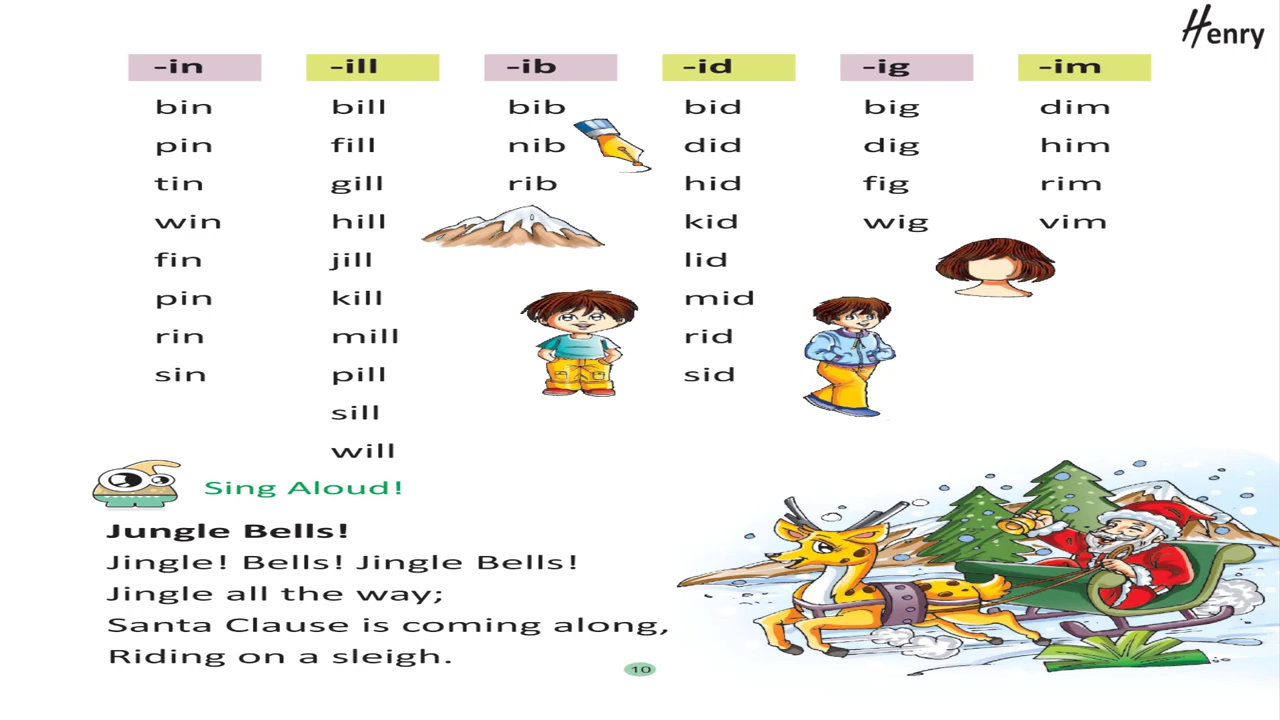 Henry
-in -ill -ib -id -ig -im
bin bill bib bid big dim
pin fill nib did dig him
tin gill rib hid fig rim
win hill kid wig vim
fin jill lid
pin kill mid
rin mill rid
sin pill sid
sill
will
Sing Aloud!
Jungle Bells!
Jingle! Bells! Jingle Bells!
Jingle all the way;
Santa Clause is coming along,
Riding on a sleigh.
10